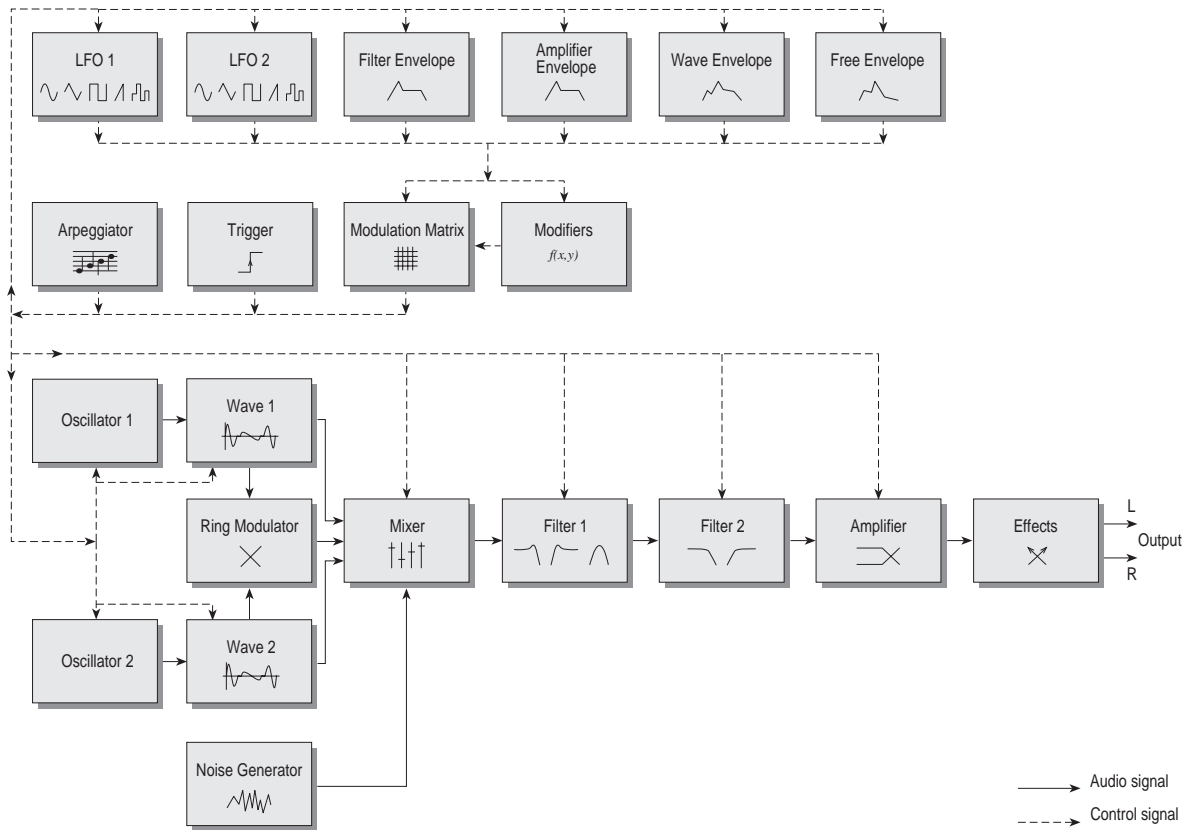 LFO 1
LFO 2
Filter Envelope
Amplifier
Envelope
Wave Envelope
Free Envelope
Arpeggiator
Trigger
Modulation Matrix
Modifiers
f(x,y)
Oscillator 1
Wave 1
Ring Modulator
Mixer
Filter 1
Filter 2
Amplifier
Effects
L
Output
R
Oscillator 2
Wave 2
Noise Generator
Audio signal
Control signal